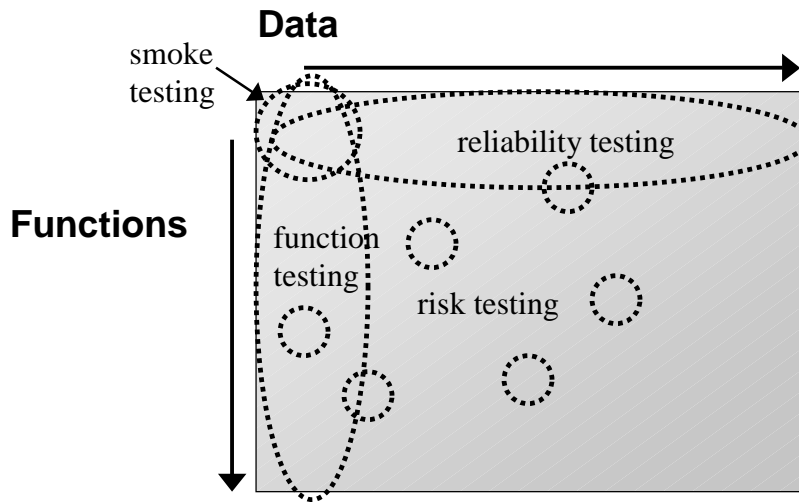 Data
smoke
testing
reliability testing
Functions
function
testing
risk testing